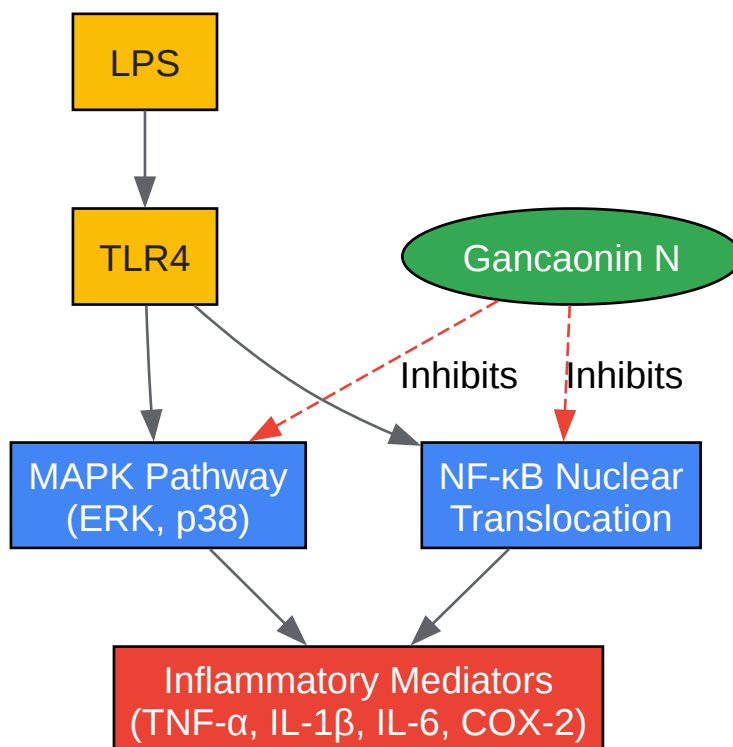 LPS
TLR4
Gancaonin N
Inhibits
Inhibits
MAPK Pathway
(ERK, p38)
NF-κB Nuclear
Translocation
Inflammatory Mediators
(TNF-α, IL-1β, IL-6, COX-2)